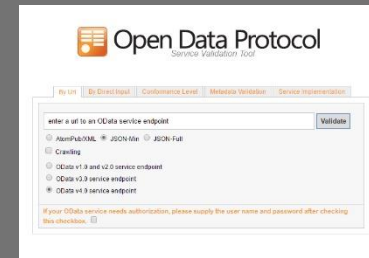 Open Data Protocol
Service Validation Tool
By Url By Direct Input Conformance Level Metadata Validation Service Implementation
enter a url to an OData service endpoint Validate
AtomPub/XML JSON-Min JSON-Full
Crawling
OData v1.0 and v2.0 service endpoint
OData v3.0 service endpoint
OData v4.0 service endpoint
If your OData service needs authorization, please supply the user name and password after checking
this checkbox.